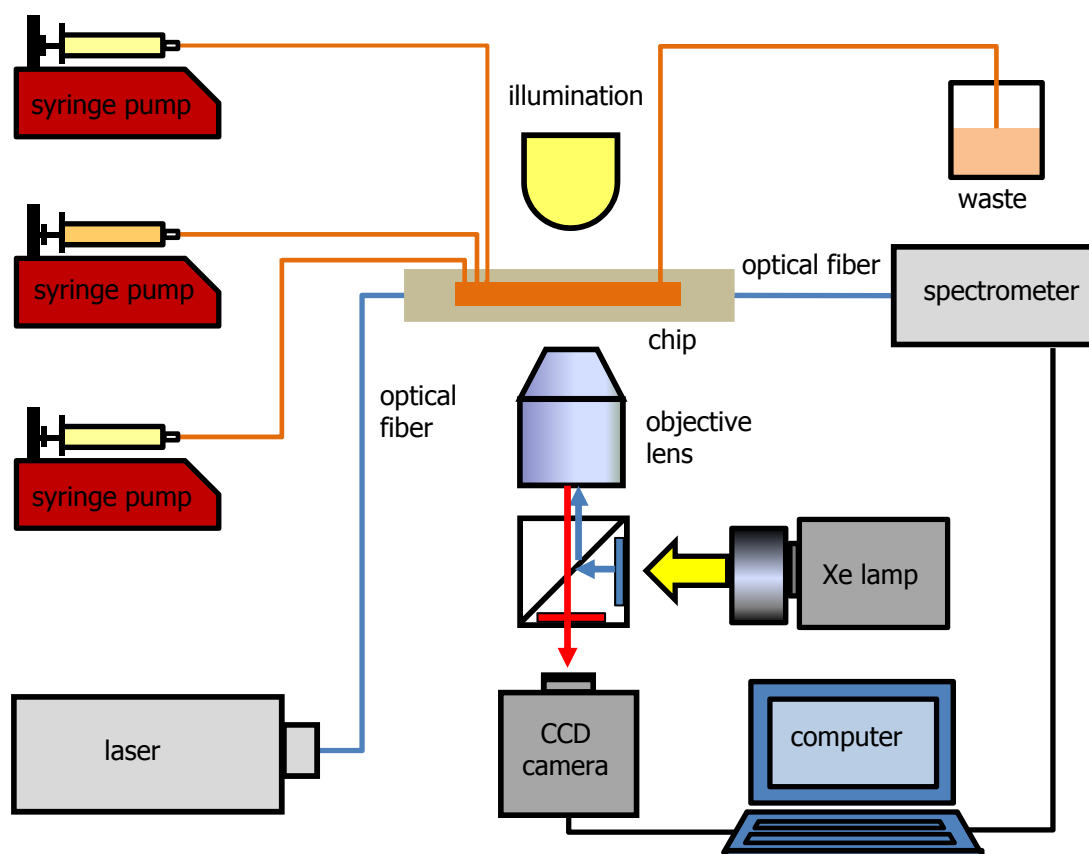 syringe pump
illumination
waste
syringe pump
optical fiber
spectrometer
chip
optical
fiber
objective
lens
syringe pump
Xe lamp
laser
CCD
camera
computer